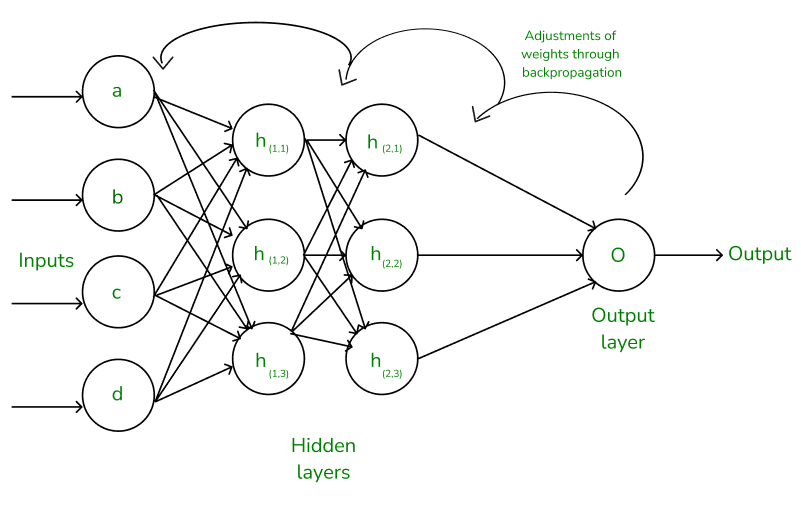 Adjustments of
weights through
backpropagation
a
h (1,1)
h (2,1)
b
Inputs
h (1,2)
h (2,2)
O
Output
c
Output
layer
h (1,3)
h (2,3)
d
Hidden
layers